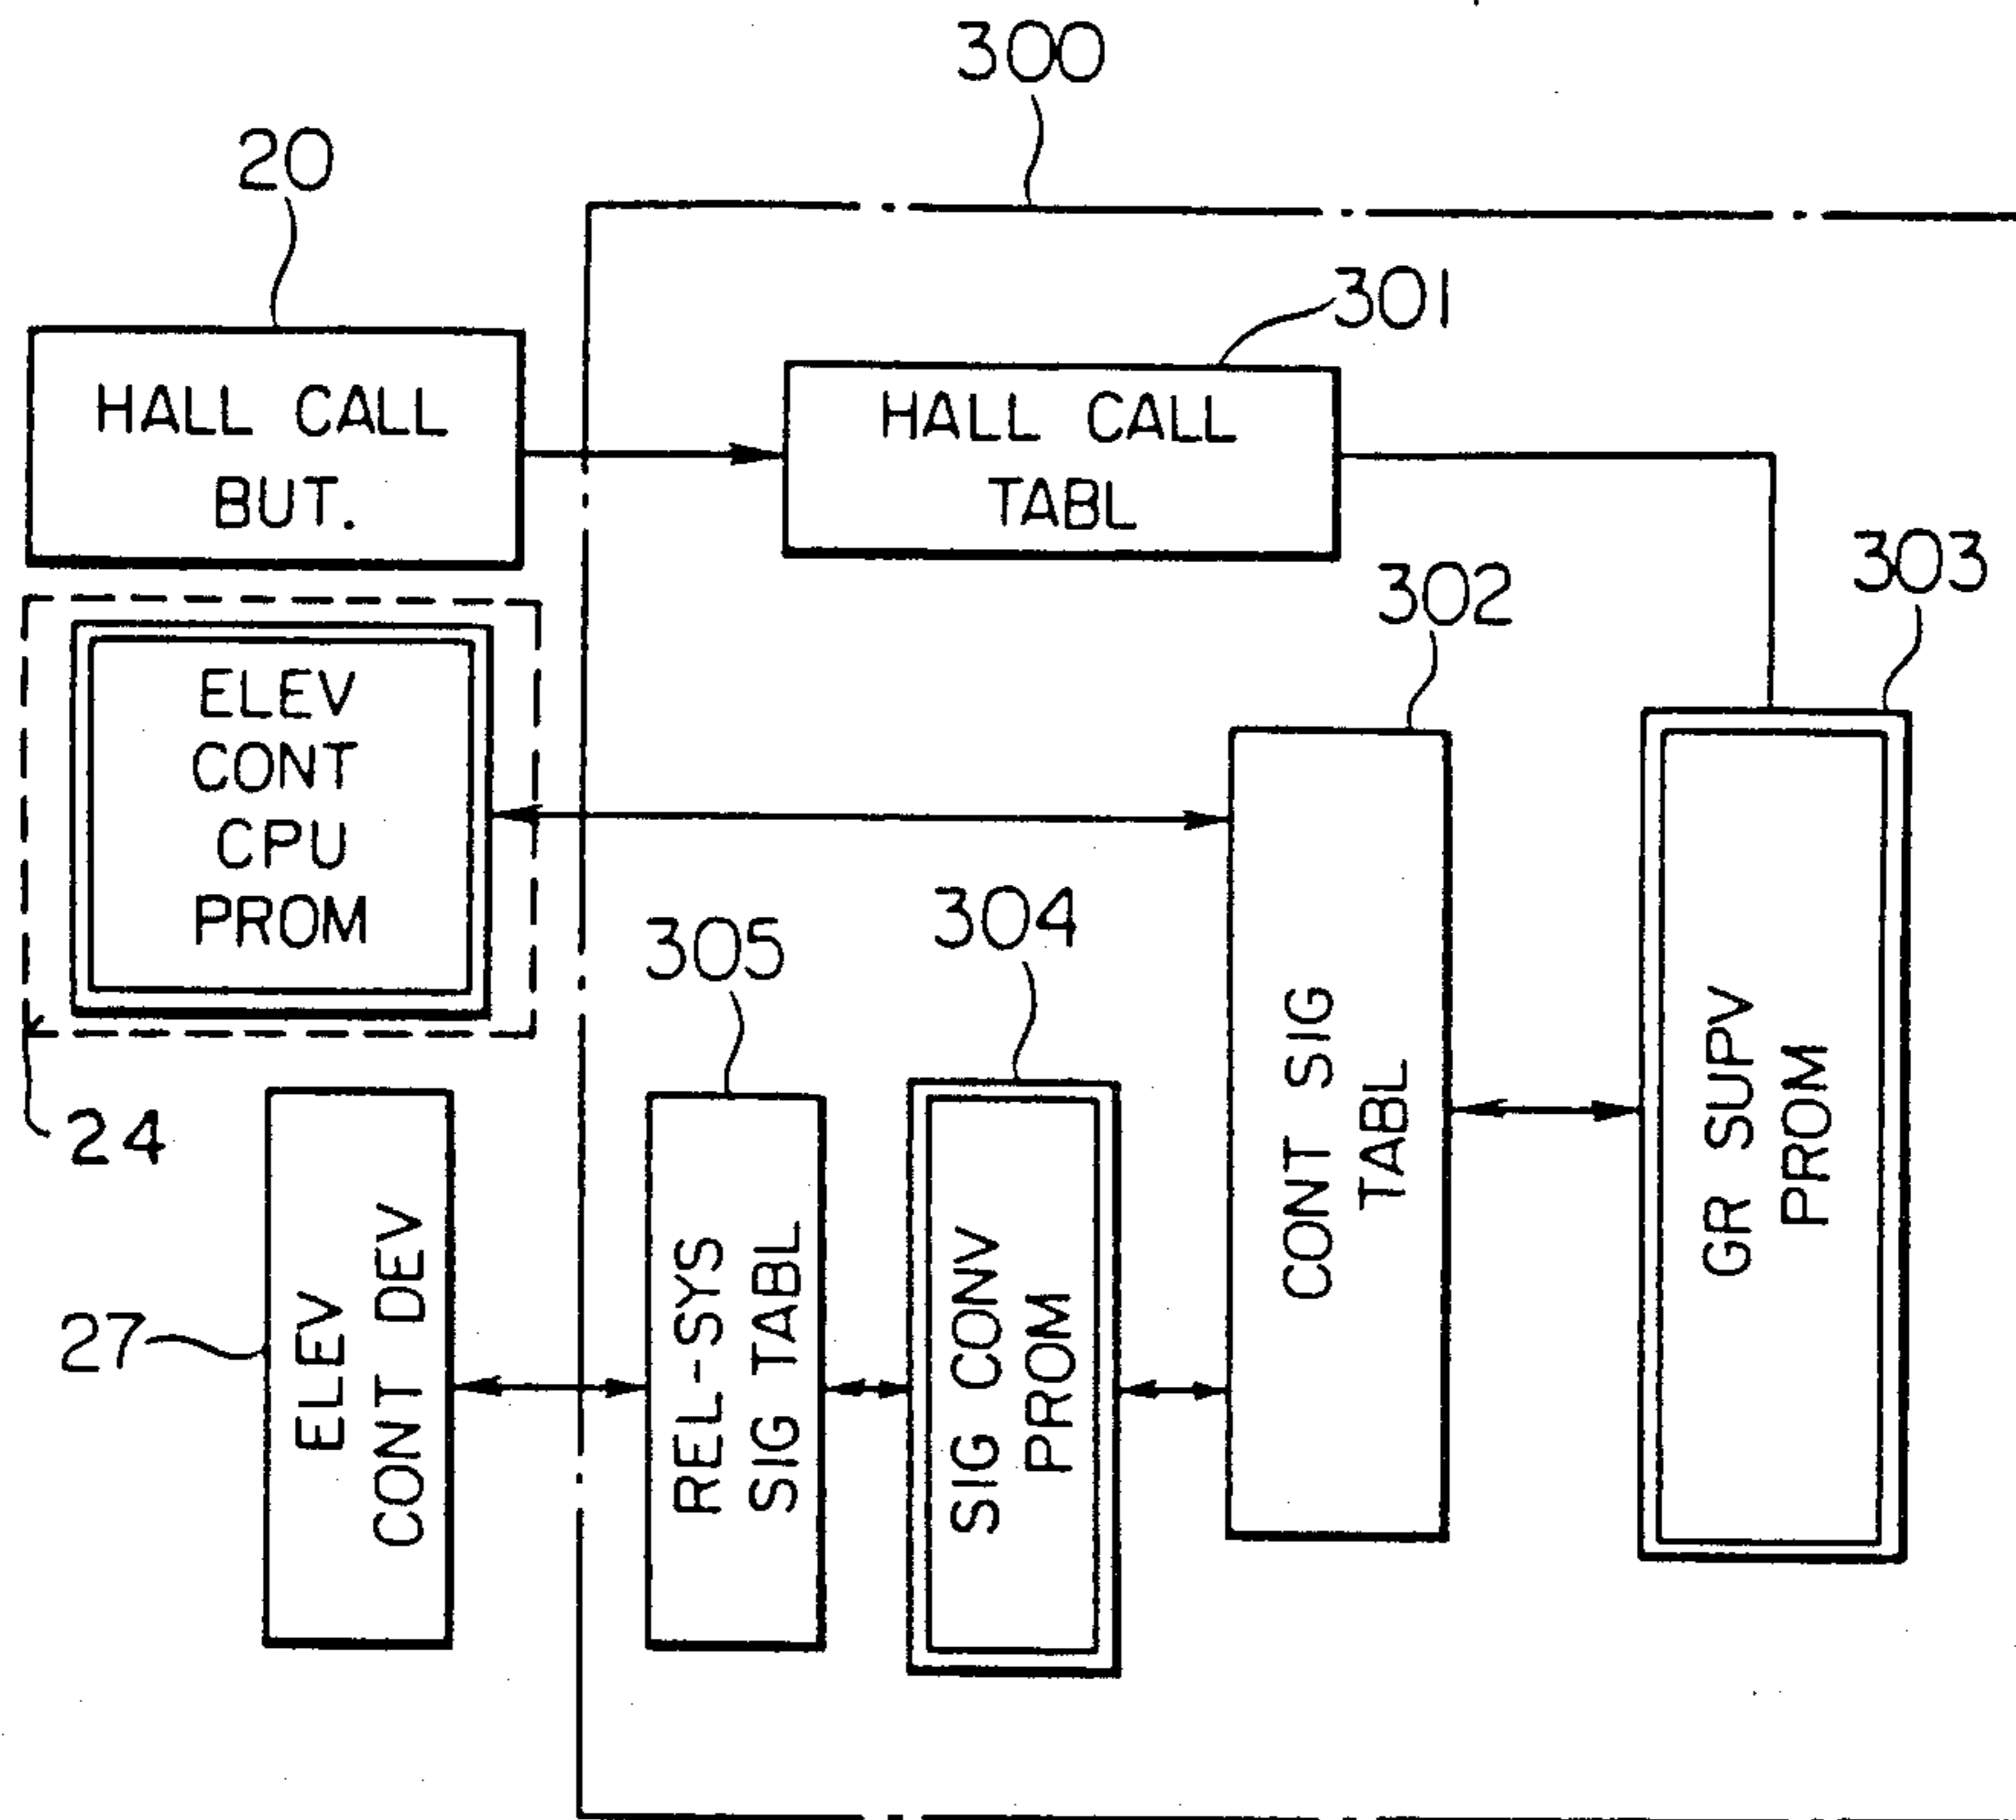 300
20
301
HALL CALL
BUT.
HALL CALL
TABL
302
303
ELEV
CONT
CPU
PROM
305
304
24
27
ELEV
CONT DEV
REL-SYS
SIG TABL
SIG CONV
PROM
CONT SIG
TABL
GR SUPV
PROM